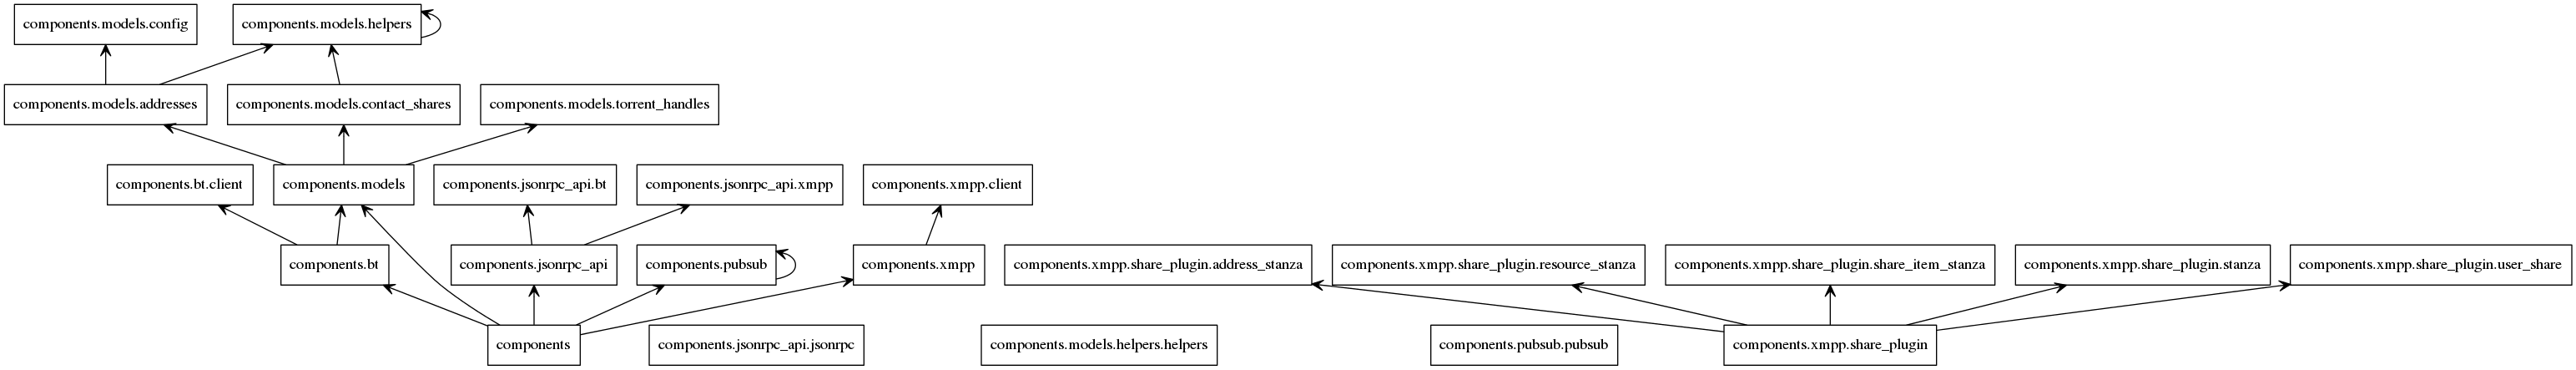 components.models.config
components.models.helpers
components.models.addresses
components.models.contact_shares
components.models.torrent_handles
components.bt.client
components.models
components.jsonrpc_api.bt
components.jsonrpc_api.xmpp
components.xmpp.client
components.bt
components.jsonrpc_api
components.pubsub
components.xmpp
components.xmpp.share_plugin.address_stanza
components.xmpp.share_plugin.resource_stanza
components.xmpp.share_plugin.share_item_stanza
components.xmpp.share_plugin.stanza
components.xmpp.share_plugin.user_share
components
components.jsonrpc_api.jsonrpc
components.models.helpers.helpers
components.pubsub.pubsub
components.xmpp.share_plugin